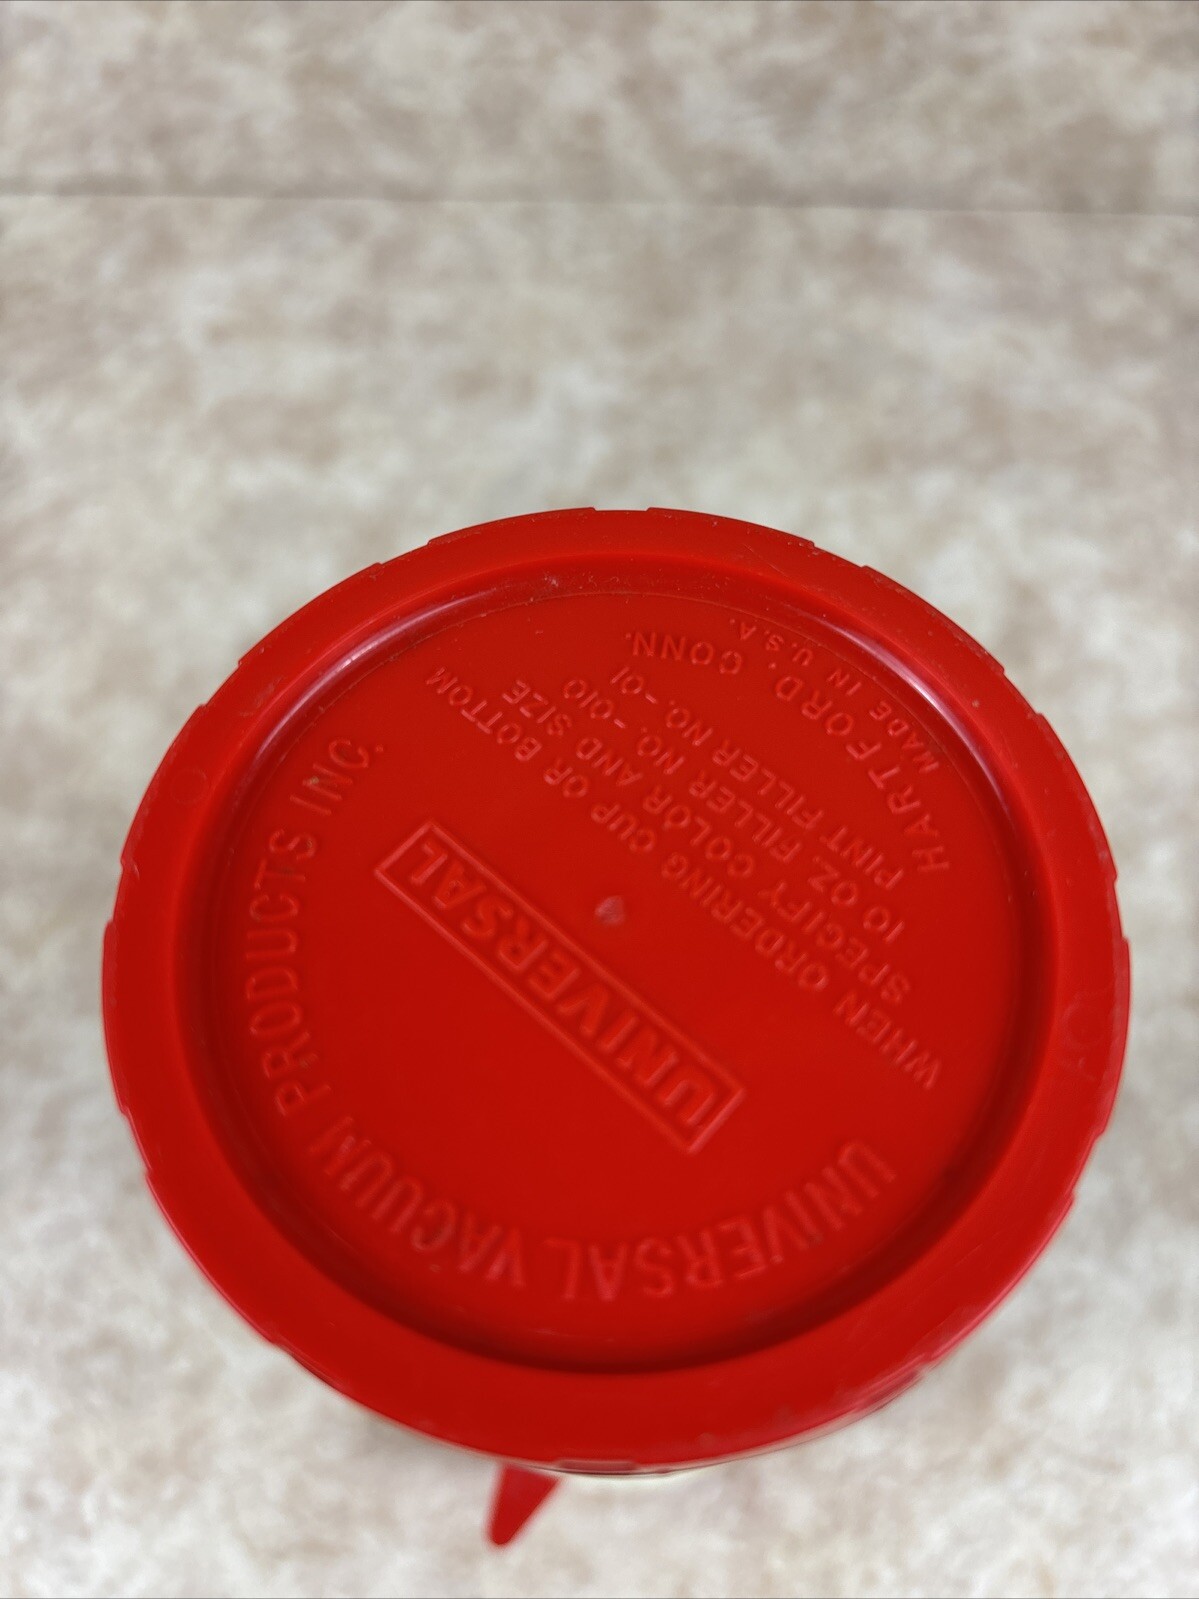 UNIVERSAL VACUUM PRODUCTS INC.
UNIVERSAL
WHEN ORDERING CUP OR BOTTOM
SPECIFY COLOR AND SIZE
10 OZ. FILLER NO. -010
PINT FILLER NO. -01
HARTFORD, CONN.
MADE IN U.S.A.